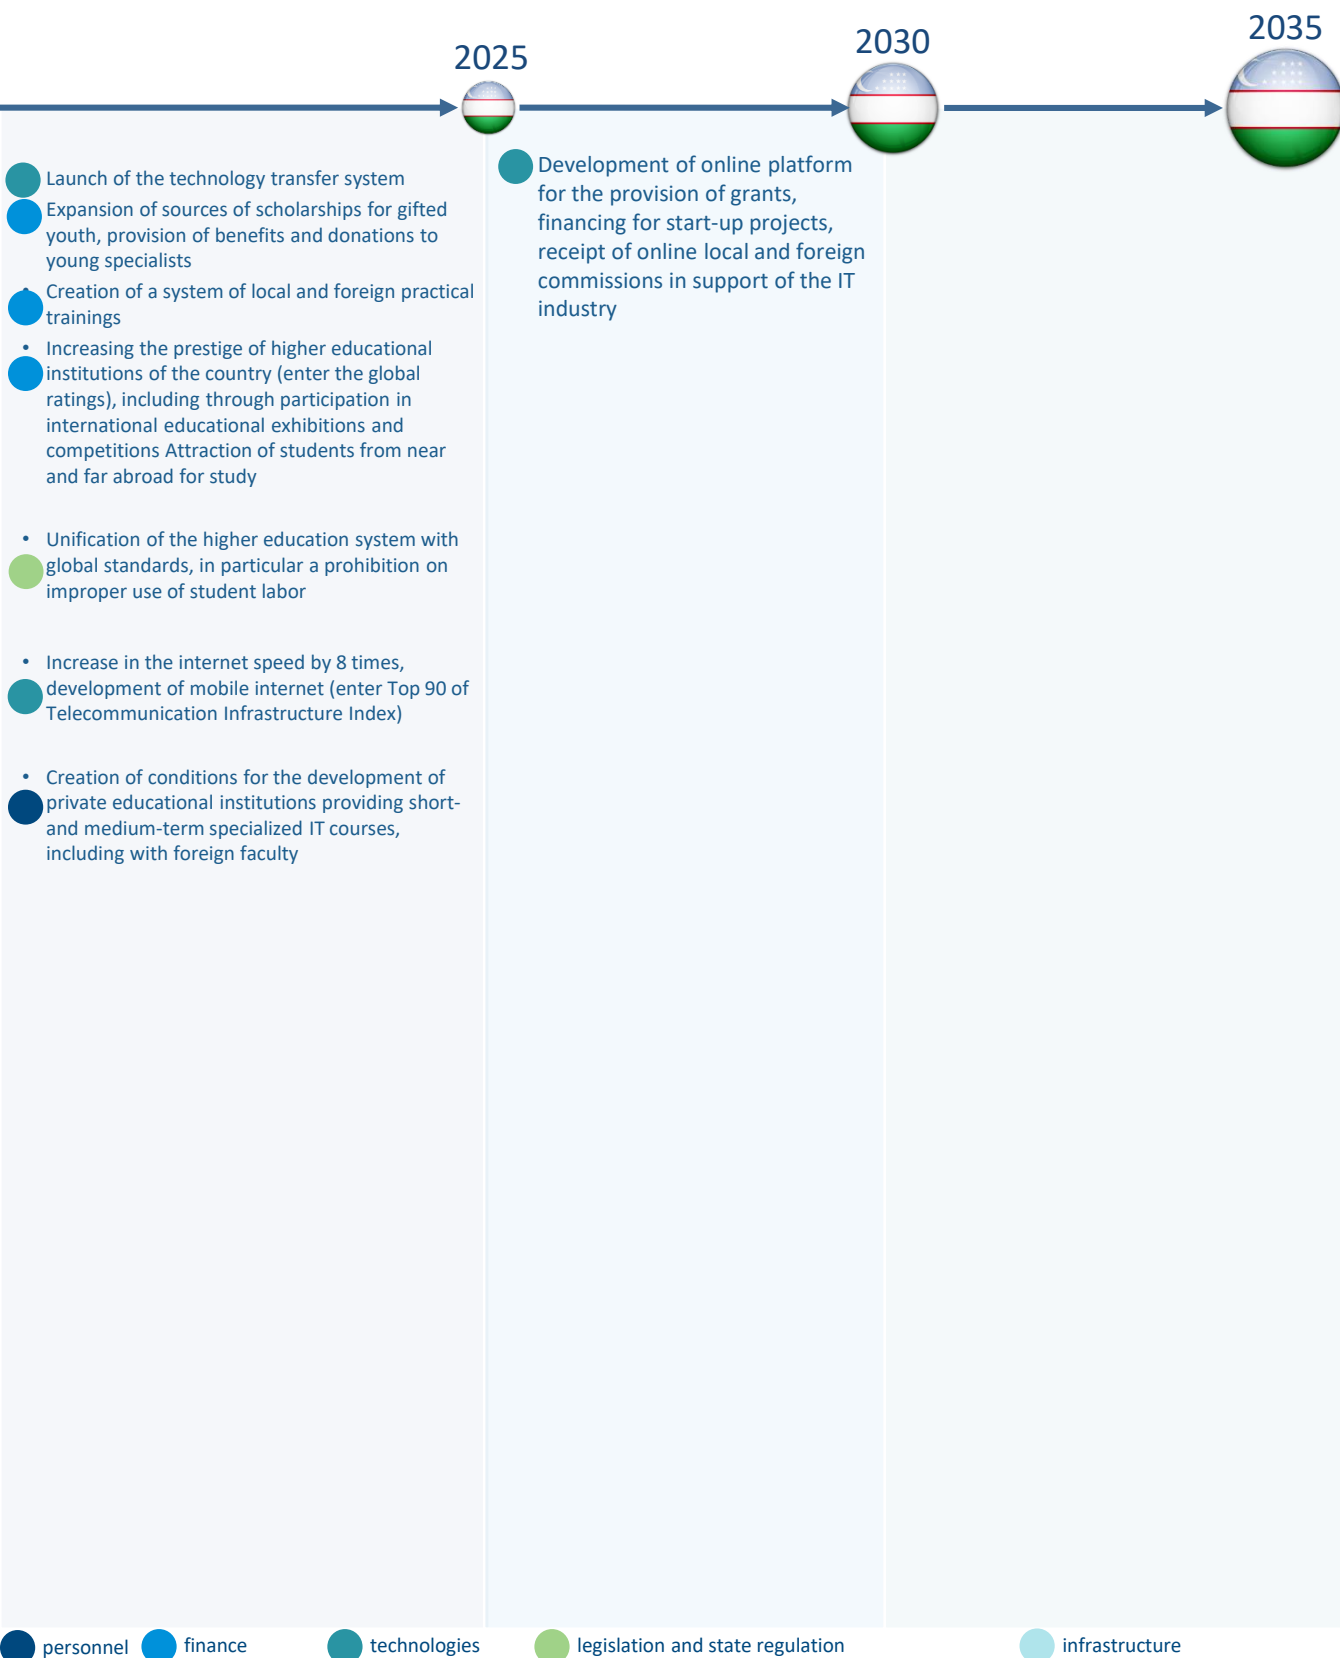 2025
2030
2035
Launch of the technology transfer system
Expansion of sources of scholarships for gifted
youth, provision of benefits and donations to
young specialists
• Creation of a system of local and foreign practical
trainings
• Increasing the prestige of higher educational
institutions of the country (enter the global
ratings), including through participation in
international educational exhibitions and
competitions Attraction of students from near
and far abroad for study
• Unification of the higher education system with
global standards, in particular a prohibition on
improper use of student labor
• Increase in the internet speed by 8 times,
development of mobile internet (enter Top 90 of
Telecommunication Infrastructure Index)
• Creation of conditions for the development of
private educational institutions providing short-
and medium-term specialized IT courses,
including with foreign faculty
Development of online platform
for the provision of grants,
financing for start-up projects,
receipt of online local and foreign
commissions in support of the IT
industry
personnel
finance
technologies
legislation and state regulation
infrastructure